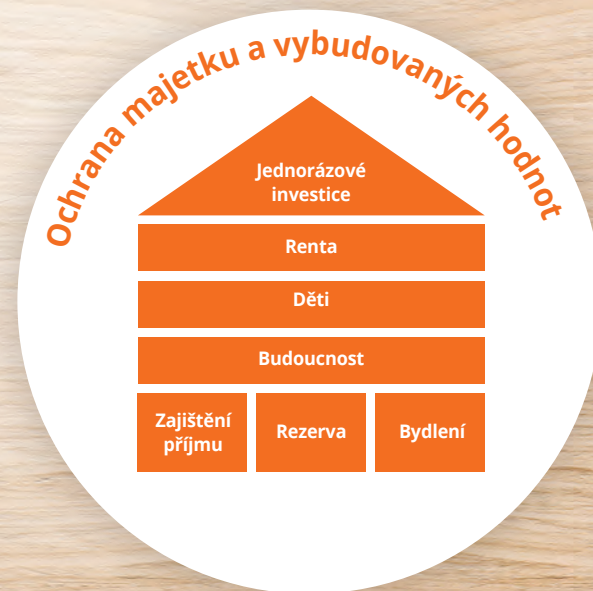 Ochrana majetku a vybudovaných hodnot
Jednorázové
investice
Renta
Děti
Budoucnost
Zajištění
příjmu
Rezerva
Bydlení